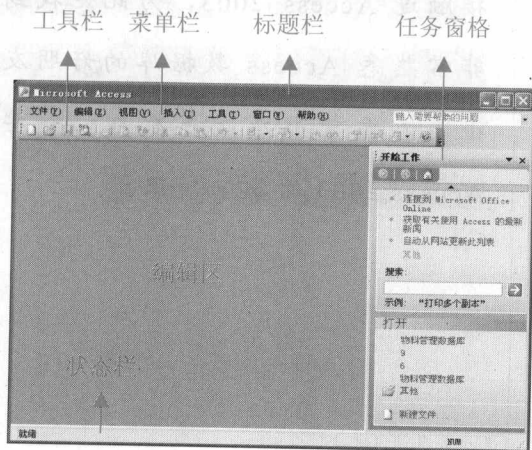 工具栏 菜单栏 标题栏 任务窗格
Microsoft Access
文件(F) 编辑(E) 视图(V) 插入(I) 工具(T) 窗口(W) 帮助(H) 键入需要帮助的问题
开始工作
连接到 Microsoft Office
Online
获取有关使用 Access 的最新
新闻
自动从网站更新此列表
其他
搜索:
示例: “打印多个副本”
编辑区
打开
物料管理数据库
9
6
物料管理数据库
其他
状态栏
新建文件
就绪
NUM